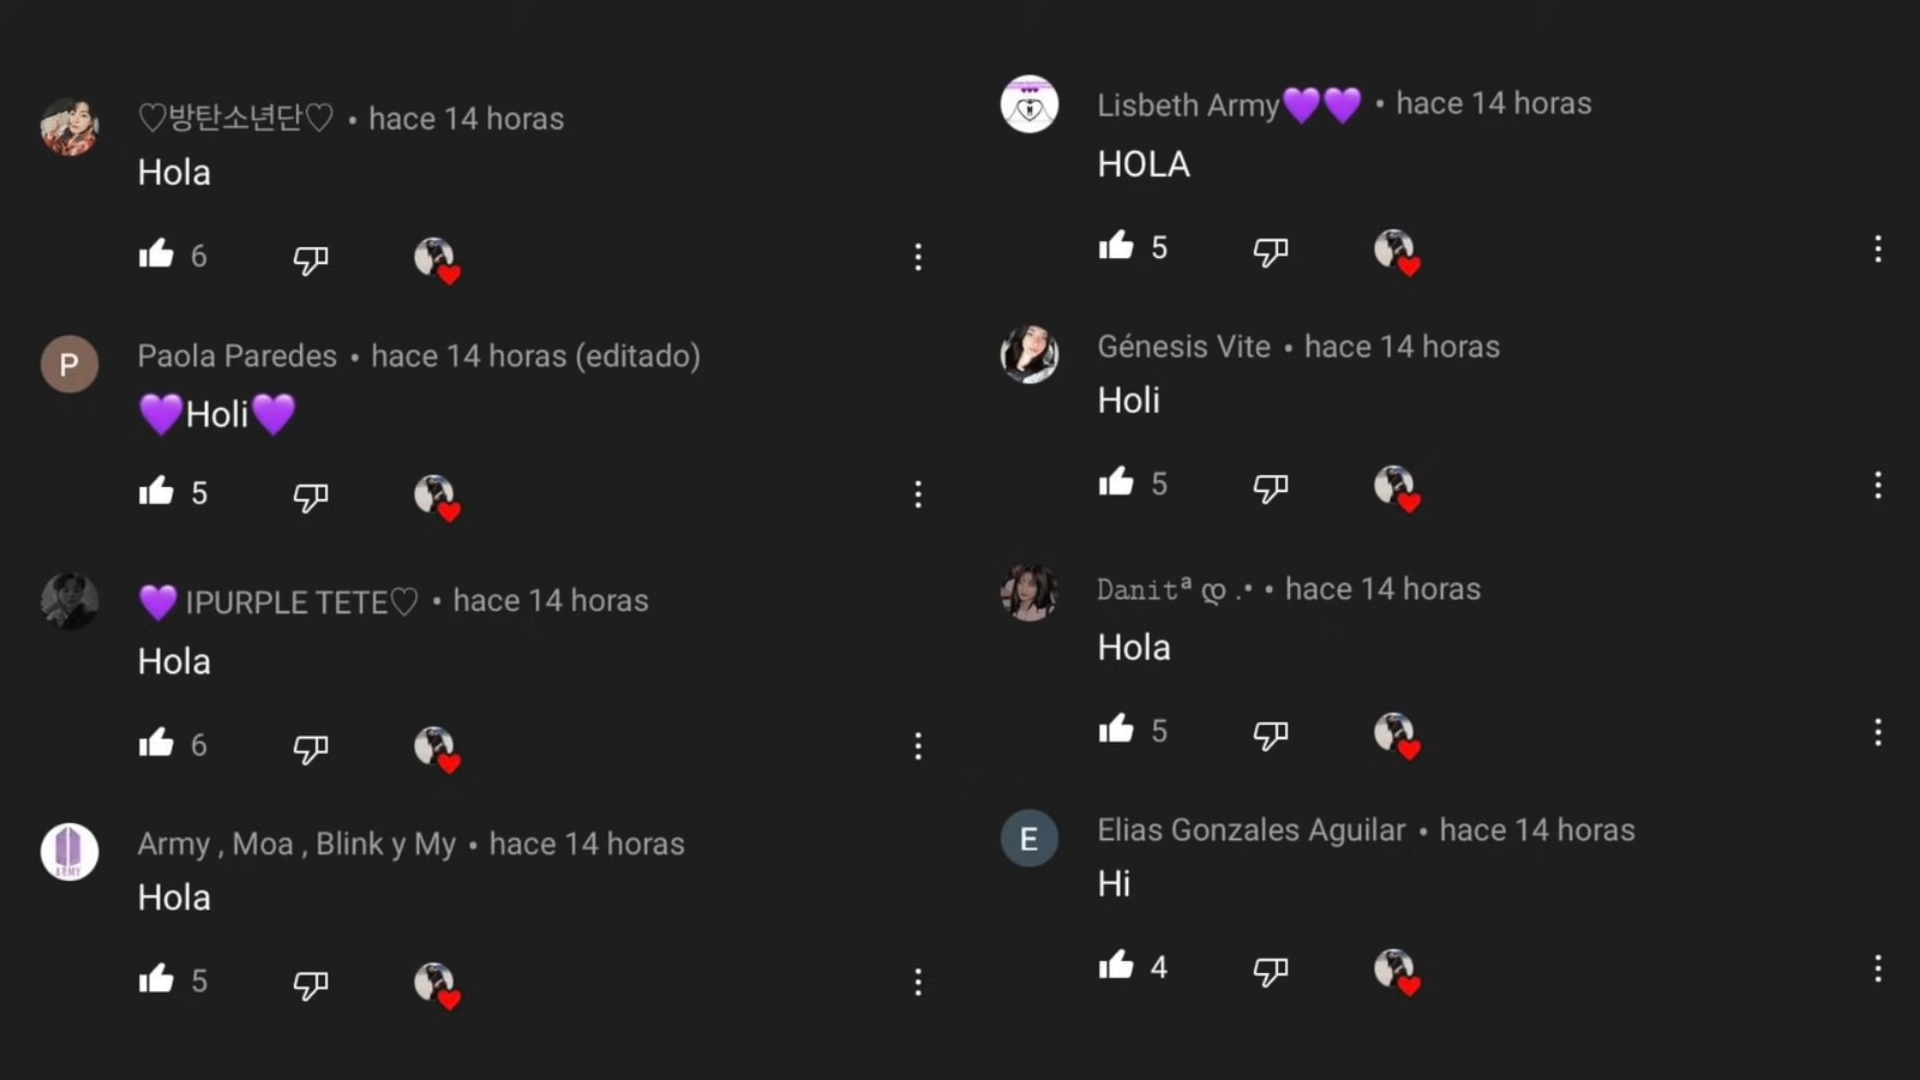 ♡방탄소년단♡ • hace 14 horas
Hola
6
P
Paola Paredes • hace 14 horas (editado)
💜Holi💜
5
💜 IPURPLE TETE♡ • hace 14 horas
Hola
6
ARMY
Army , Moa , Blink y My • hace 14 horas
Hola
5
Lisbeth Army💜💜 • hace 14 horas
HOLA
5
Génesis Vite • hace 14 horas
Holi
5
Danitª ღ .• • hace 14 horas
Hola
5
E
Elias Gonzales Aguilar • hace 14 horas
Hi
4